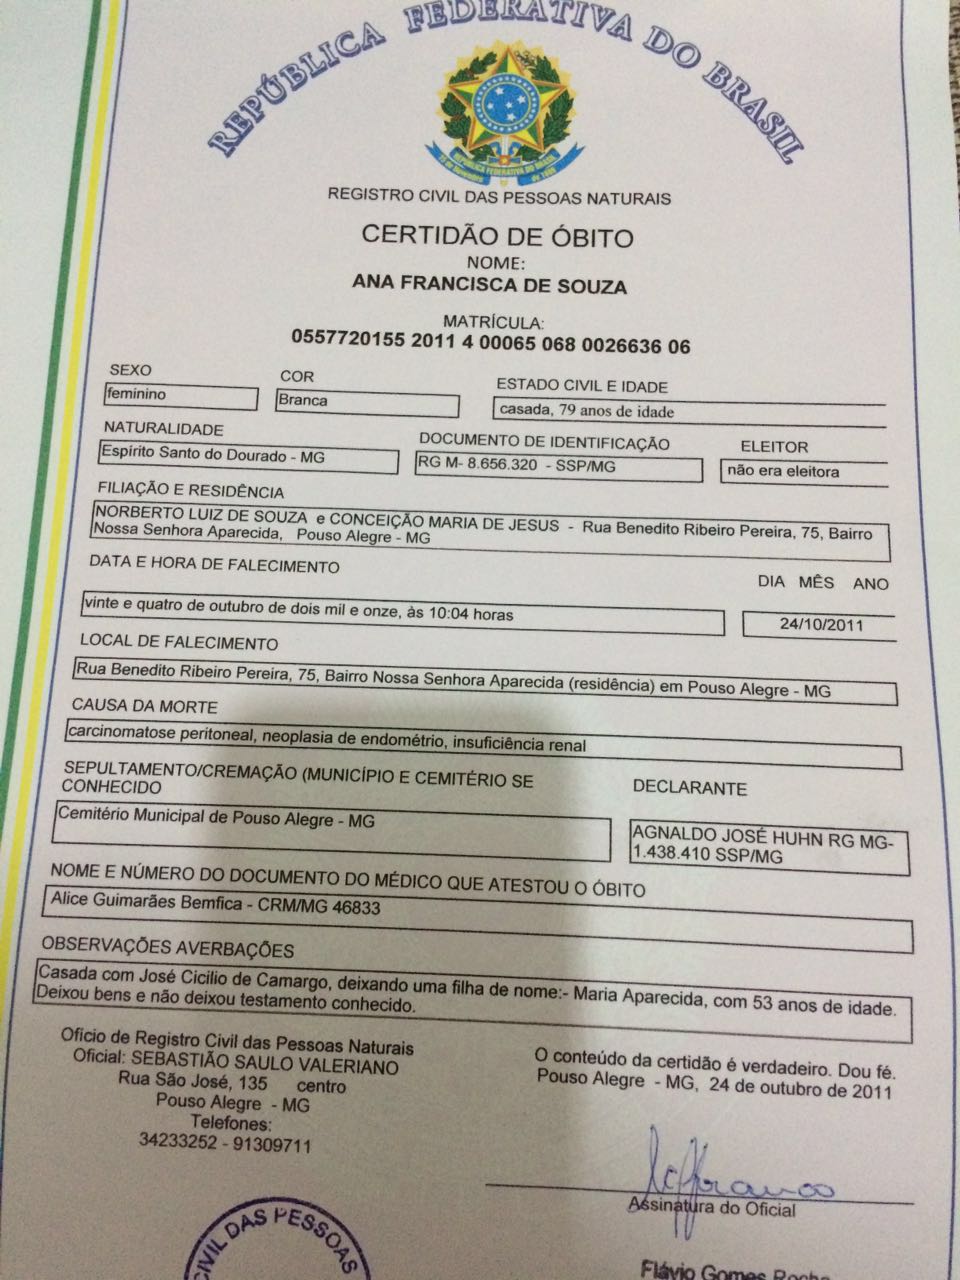 REPÚBLICA FEDERATIVA DO BRASIL
REPÚBLICA FEDERATIVA DO BRASIL
15 de Novembro de 1889
REGISTRO CIVIL DAS PESSOAS NATURAIS
CERTIDÃO DE ÓBITO
NOME:
ANA FRANCISCA DE SOUZA
MATRÍCULA:
0557720155 2011 4 00065 068 0026636 06
SEXO COR ESTADO CIVIL E IDADE
feminino Branca casada, 79 anos de idade
NATURALIDADE DOCUMENTO DE IDENTIFICAÇÃO ELEITOR
Espírito Santo do Dourado - MG RG M- 8.656.320 - SSP/MG não era eleitora
FILIAÇÃO E RESIDÊNCIA
NORBERTO LUIZ DE SOUZA e CONCEIÇÃO MARIA DE JESUS - Rua Benedito Ribeiro Pereira, 75, Bairro
Nossa Senhora Aparecida, Pouso Alegre - MG
DATA E HORA DE FALECIMENTO DIA MÊS ANO
vinte e quatro de outubro de dois mil e onze, às 10:04 horas 24/10/2011
LOCAL DE FALECIMENTO
Rua Benedito Ribeiro Pereira, 75, Bairro Nossa Senhora Aparecida (residência) em Pouso Alegre - MG
CAUSA DA MORTE
carcinomatose peritoneal, neoplasia de endométrio, insuficiência renal
SEPULTAMENTO/CREMAÇÃO (MUNICÍPIO E CEMITÉRIO SE
CONHECIDO
DECLARANTE
Cemitério Municipal de Pouso Alegre - MG
AGNALDO JOSÉ HUHN RG MG-
1.438.410 SSP/MG
NOME E NÚMERO DO DOCUMENTO DO MÉDICO QUE ATESTOU O ÓBITO
Alice Guimarães Bemfica - CRM/MG 46833
OBSERVAÇÕES AVERBAÇÕES
Casada com José Cicilio de Camargo, deixando uma filha de nome:- Maria Aparecida, com 53 anos de idade.
Deixou bens e não deixou testamento conhecido.
Oficio de Registro Civil das Pessoas Naturais
Oficial: SEBASTIÃO SAULO VALERIANO
Rua São José, 135 centro
Pouso Alegre - MG
Telefones:
34233252 - 91309711
O conteúdo da certidão é verdadeiro. Dou fé.
Pouso Alegre - MG, 24 de outubro de 2011
Assinatura do Oficial
CIVIL DAS PESSOAS
Flávio Gomes